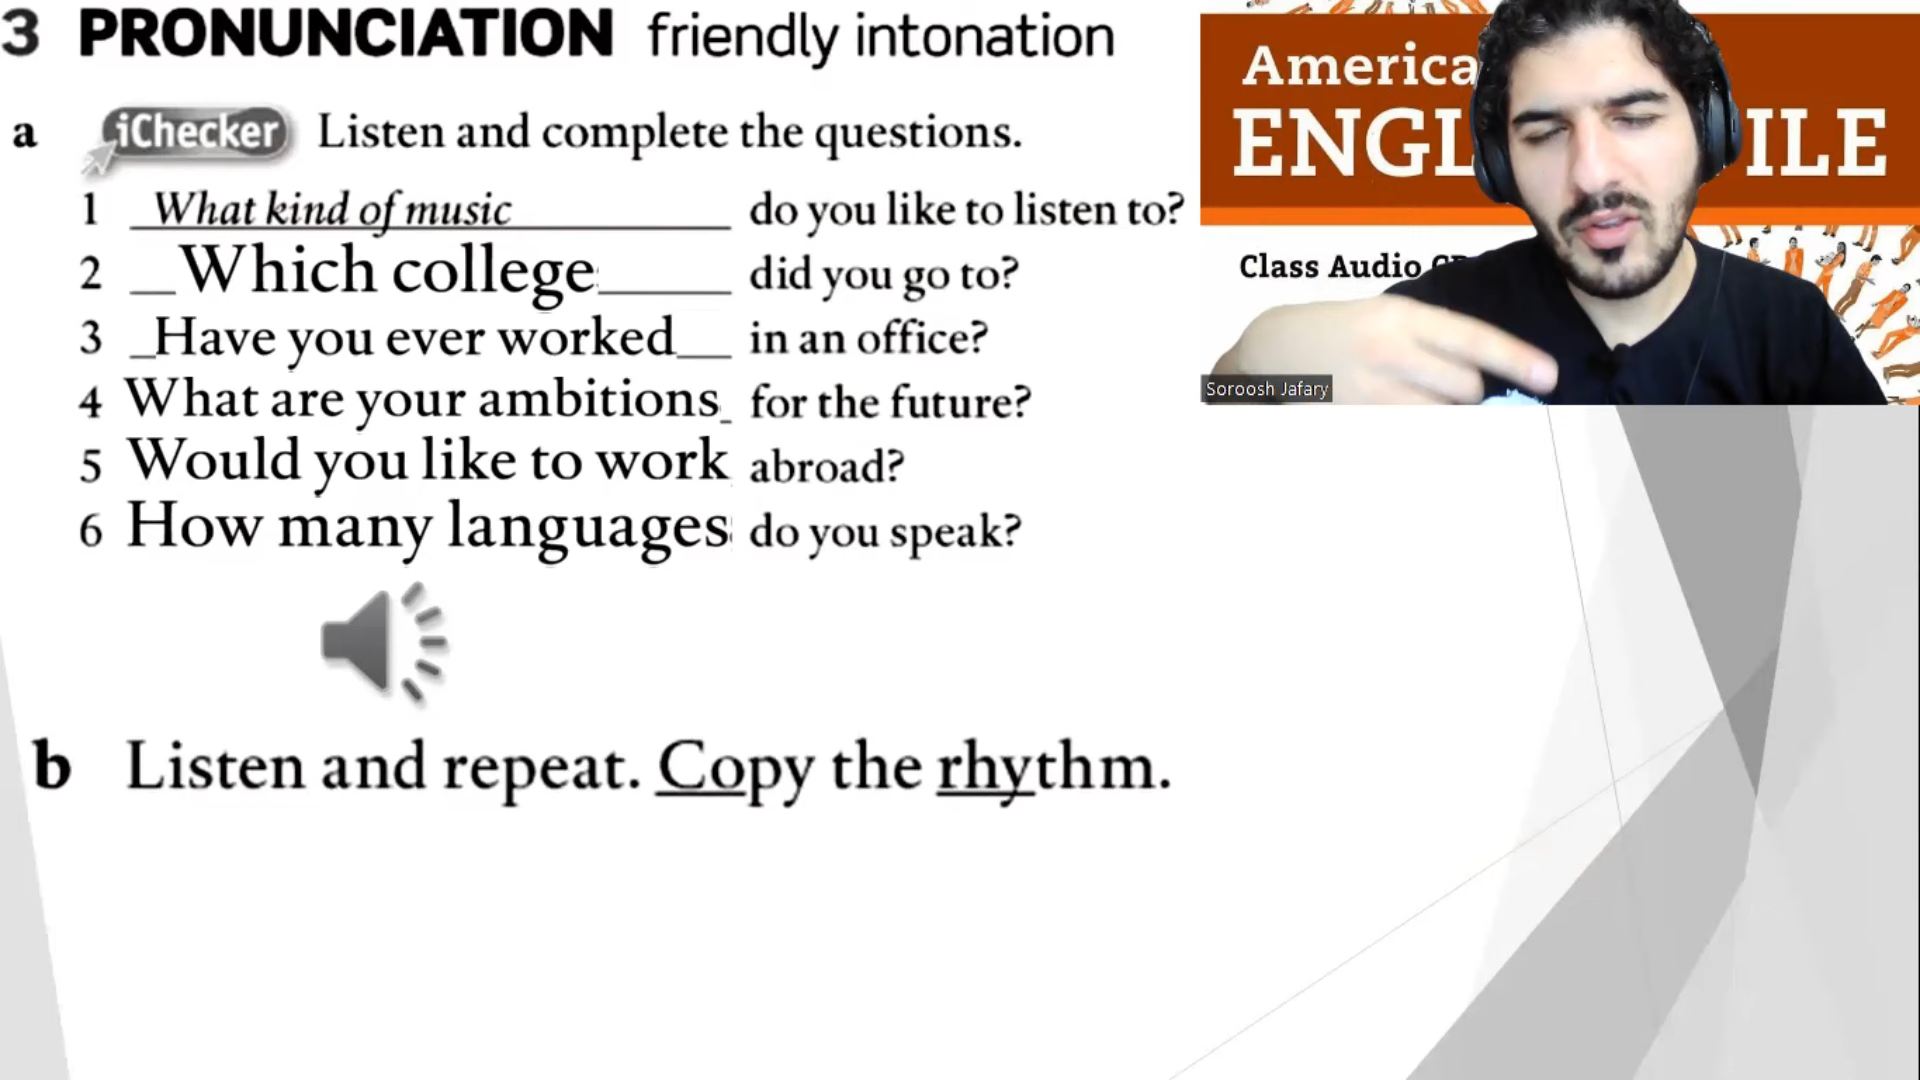 3 PRONUNCIATION friendly intonation
a iChecker Listen and complete the questions.
1 What kind of music do you like to listen to?
2 Which college did you go to?
3 Have you ever worked in an office?
4 What are your ambitions for the future?
5 Would you like to work abroad?
6 How many languages do you speak?
b Listen and repeat. Copy the rhythm.
America
ENGL ILE
Class Audio
Soroosh Jafary